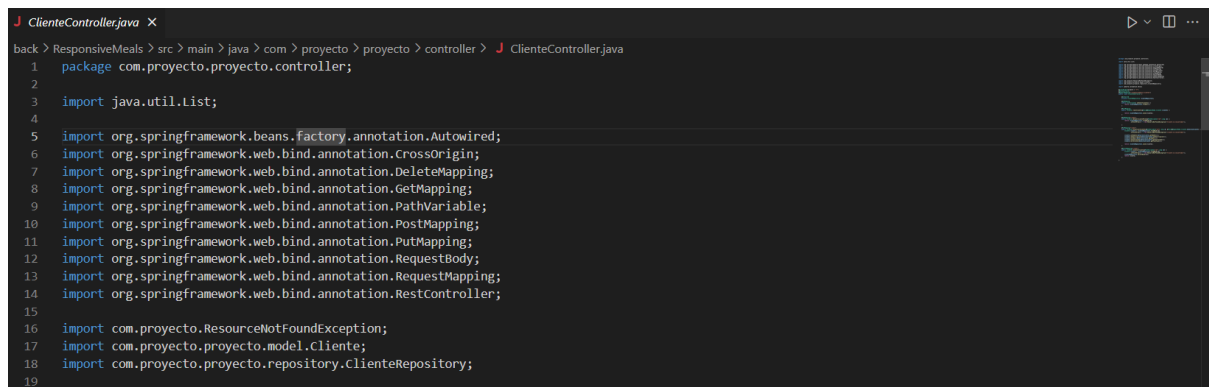 J ClienteController.java ×
back > ResponsiveMeals > src > main > java > com > proyecto > proyecto > controller > J ClienteController.java
1 package com.proyecto.proyecto.controller;
2
3 import java.util.List;
4
5 import org.springframework.beans.factory.annotation.Autowired;
6 import org.springframework.web.bind.annotation.CrossOrigin;
7 import org.springframework.web.bind.annotation.DeleteMapping;
8 import org.springframework.web.bind.annotation.GetMapping;
9 import org.springframework.web.bind.annotation.PathVariable;
10 import org.springframework.web.bind.annotation.PostMapping;
11 import org.springframework.web.bind.annotation.PutMapping;
12 import org.springframework.web.bind.annotation.RequestBody;
13 import org.springframework.web.bind.annotation.RequestMapping;
14 import org.springframework.web.bind.annotation.RestController;
15
16 import com.proyecto.ResourceNotFoundException;
17 import com.proyecto.proyecto.model.Cliente;
18 import com.proyecto.proyecto.repository.ClienteRepository;
19